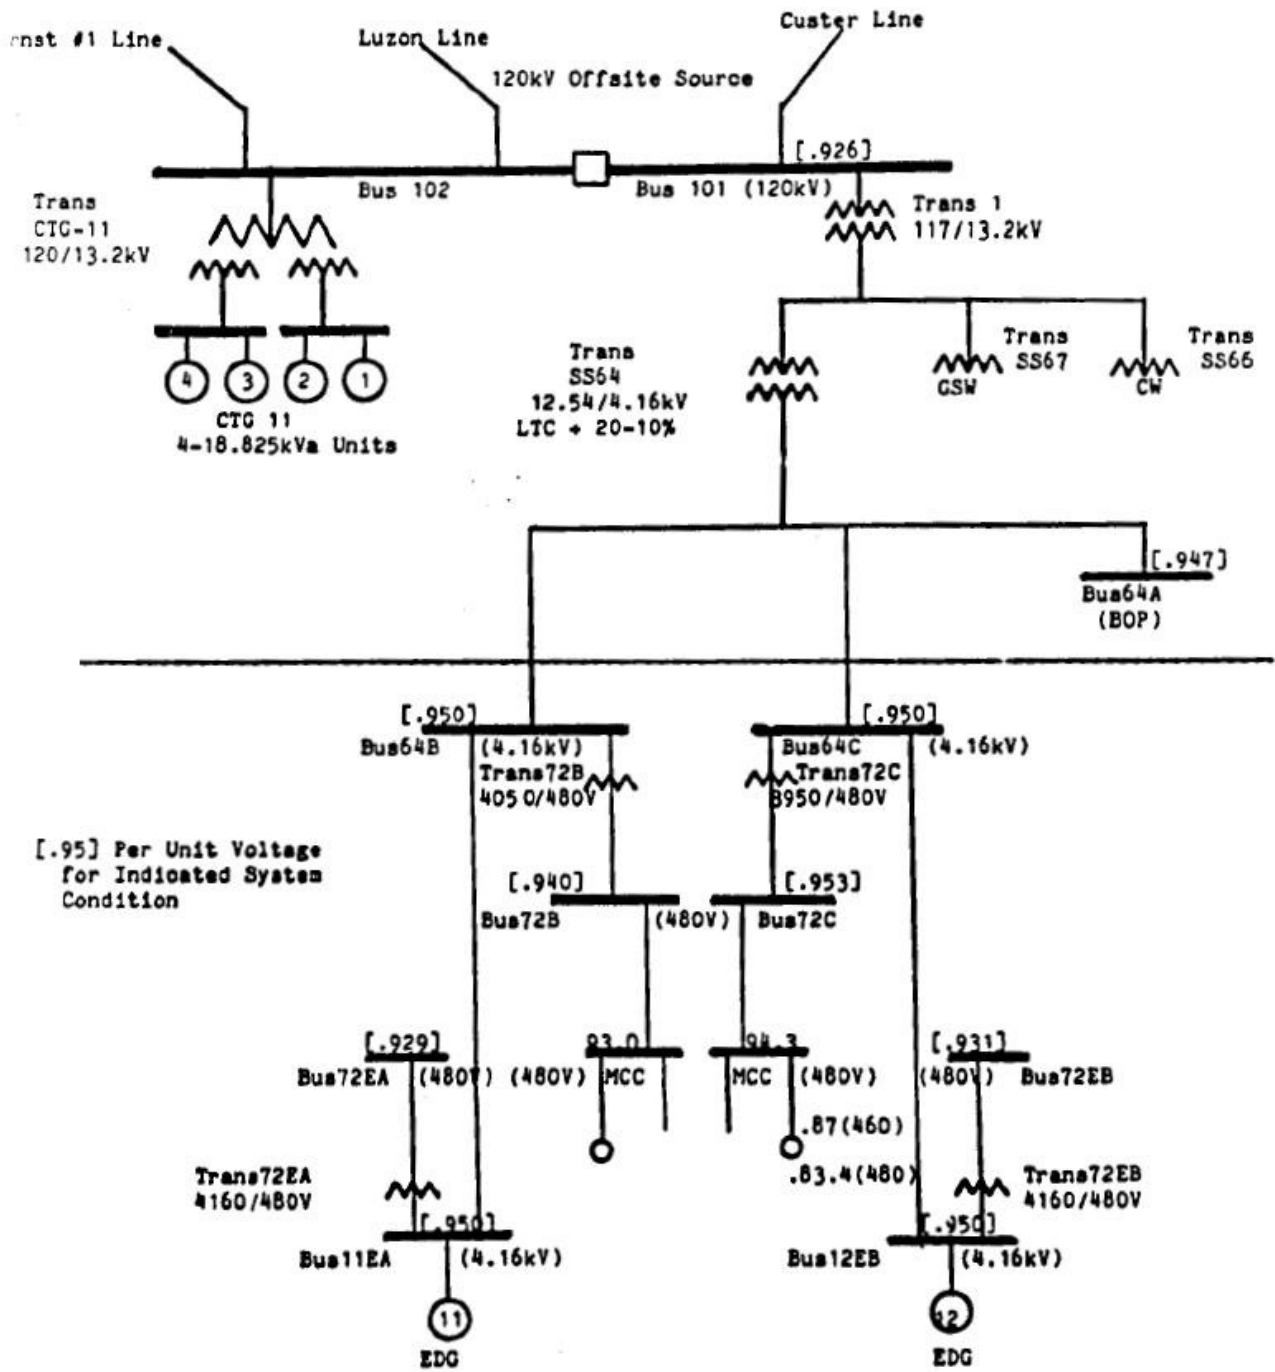 #1 Line
Luzon Line
Custer Line
120kV Offsite Source
[.926]
Bus 102
Bus 101 (120kV)
Trans
CTG-11
120/13.2kV
Trans 1
117/13.2kV
Trans
SS64
12.54/4.16kV
LTC + 20-10%
Trans
SS67
GSW
Trans
SS66
CW
4
3
2
1
CTG 11
4-18.825kVa Units
[.947]
Bus64A
(BOP)
[.950]
Bus64B
(4.16kV)
[.950]
Bus64C
(4.16kV)
Trans72B
4050/480V
Trans72C
3950/480V
[.95] Per Unit Voltage
for Indicated System
Condition
[.940]
Bus72B
(480V)
[.953]
Bus72C
[.929]
Bus72EA
(480V)
93.0
(480V)
MCC
94.3
MCC
(480V)
[.931]
(480V)
Bus72EB
.87(460)
.83.4(480)
Trans72EA
4160/480V
Trans72EB
4160/480V
[.950]
Bus11EA
(4.16kV)
[.950]
Bus12EB
(4.16kV)
11
EDG
12
EDG